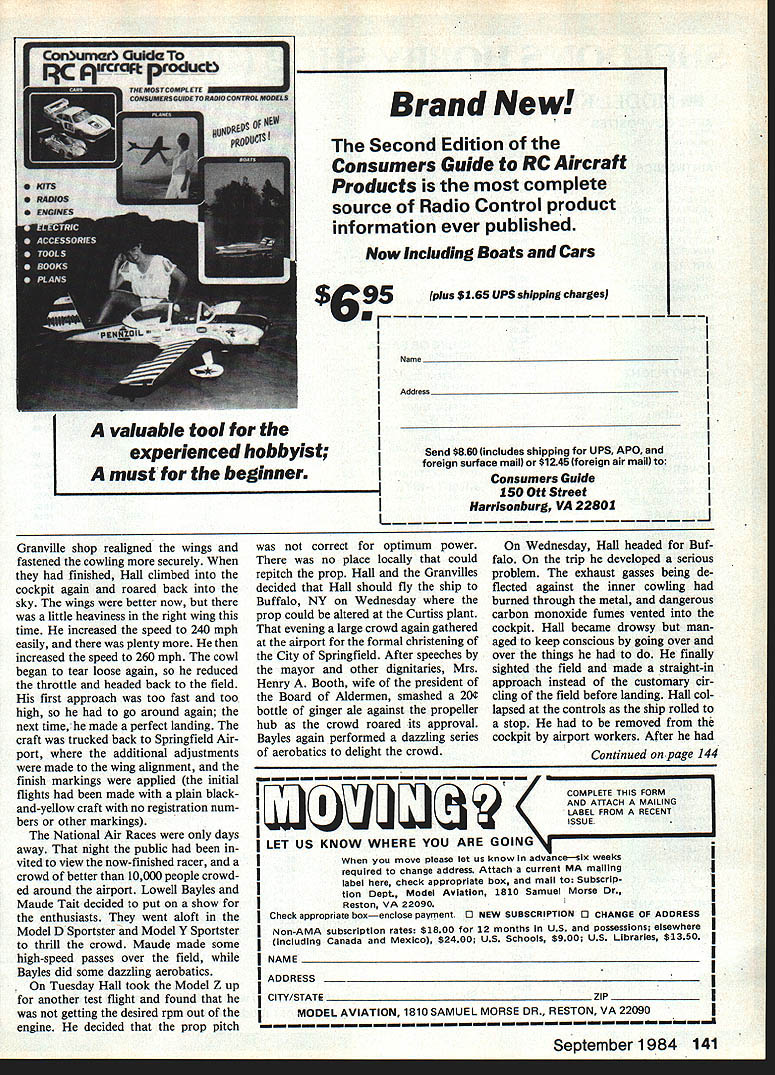 Consumers Guide To
RC Aircraft Products
THE MOST COMPLETE
CONSUMERS GUIDE TO RADIO CONTROL MODELS
CARS
PLANES
HUNDREDS OF NEW
PRODUCTS!
BOATS
• KITS
• RADIOS
• ENGINES
• ELECTRIC
• ACCESSORIES
• TOOLS
• BOOKS
• PLANS
PENNZOIL
Brand New!
The Second Edition of the
Consumers Guide to RC Aircraft
Products is the most complete
source of Radio Control product
information ever published.
Now Including Boats and Cars
$6.95
(plus $1.65 UPS shipping charges)
A valuable tool for the
experienced hobbyist;
A must for the beginner.
Name
Address
Send $8.60 (includes shipping for UPS, APO, and
foreign surface mail) or $12.45 (foreign air mail) to:
Consumers Guide
150 Ott Street
Harrisonburg, VA 22801
Granville shop realigned the wings and
fastened the cowling more securely. When
they had finished, Hall climbed into the
cockpit again and roared back into the
sky. The wings were better now, but there
was a little heaviness in the right wing this
time. He increased the speed to 240 mph
easily, and there was plenty more. He then
increased the speed to 260 mph. The cowl
began to tear loose again, so he reduced
the throttle and headed back to the field.
His first approach was too fast and too
high, so he had to go around again; the
next time, he made a perfect landing. The
craft was trucked back to Springfield Air-
port, where the additional adjustments
were made to the wing alignment, and the
finish markings were applied (the initial
flights had been made with a plain black-
and-yellow craft with no registration num-
bers or other markings).
The National Air Races were only days
away. That night the public had been in-
vited to view the now-finished racer, and a
crowd of better than 10,000 people crowd-
ed around the airport. Lowell Bayles and
Maude Tait decided to put on a show for
the enthusiasts. They went aloft in the
Model D Sportster and Model Y Sportster
to thrill the crowd. Maude made some
high-speed passes over the field, while
Bayles did some dazzling aerobatics.
On Tuesday Hall took the Model Z up
for another test flight and found that he
was not getting the desired rpm out of the
engine. He decided that the prop pitch
was not correct for optimum power.
There was no place locally that could
repitch the prop. Hall and the Granvilles
decided that Hall should fly the ship to
Buffalo, NY on Wednesday where the
prop could be altered at the Curtiss plant.
That evening a large crowd again gathered
at the airport for the formal christening of
the City of Springfield. After speeches by
the mayor and other dignitaries, Mrs.
Henry A. Booth, wife of the president of
the Board of Aldermen, smashed a 20¢
bottle of ginger ale against the propeller
hub as the crowd roared its approval.
Bayles again performed a dazzling series
of aerobatics to delight the crowd.
On Wednesday, Hall headed for Buf-
falo. On the trip he developed a serious
problem. The exhaust gasses being de-
flected against the inner cowling had
burned through the metal, and dangerous
carbon monoxide fumes vented into the
cockpit. Hall became drowsy but man-
aged to keep conscious by going over and
over the things he had to do. He finally
sighted the field and made a straight-in
approach instead of the customary cir-
cling of the field before landing. Hall col-
lapsed at the controls as the ship rolled to
a stop. He had to be removed from the
cockpit by airport workers. After he had
Continued on page 144
MOVING?
COMPLETE THIS FORM
AND ATTACH A MAILING
LABEL FROM A RECENT
ISSUE.
LET US KNOW WHERE YOU ARE GOING
When you move please let us know in advance—six weeks
required to change address. Attach a current MA mailing
label here, check appropriate box, and mail to: Subscrip-
tion Dept., Model Aviation, 1810 Samuel Morse Dr.,
Reston, VA 22090.
Check appropriate box—enclose payment. □ NEW SUBSCRIPTION □ CHANGE OF ADDRESS
Non-AMA subscription rates: $18.00 for 12 months in U.S. and possessions; elsewhere
(including Canada and Mexico), $24.00; U.S. Schools, $9.00; U.S. Libraries, $13.50.
NAME
ADDRESS
CITY/STATE ZIP
MODEL AVIATION, 1810 SAMUEL MORSE DR., RESTON, VA 22090
September 1984 141